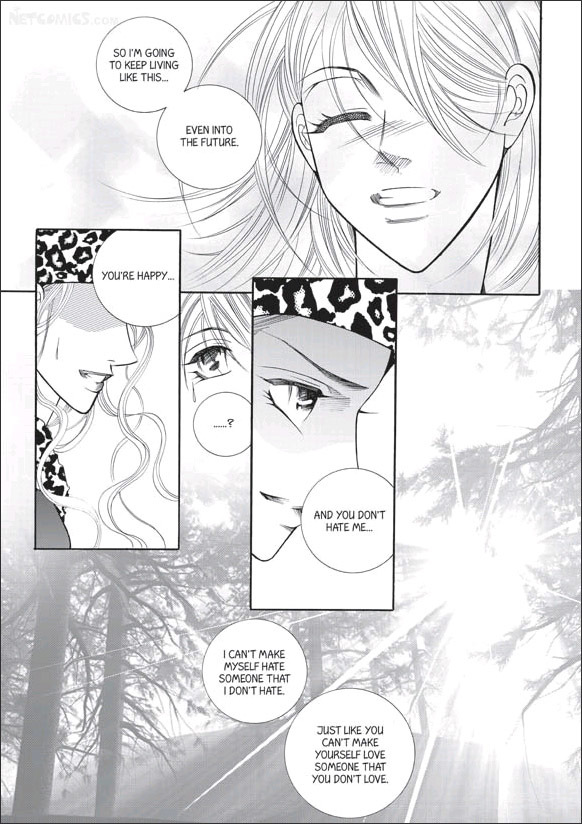 NETCOMICS.COM
SO I'M GOING
TO KEEP LIVING
LIKE THIS...
EVEN INTO
THE FUTURE.
YOU'RE HAPPY...
......?
AND YOU DON'T
HATE ME...
I CAN'T MAKE
MYSELF HATE
SOMEONE THAT
I DON'T HATE.
JUST LIKE YOU
CAN'T MAKE
YOURSELF LOVE
SOMEONE THAT
YOU DON'T LOVE.